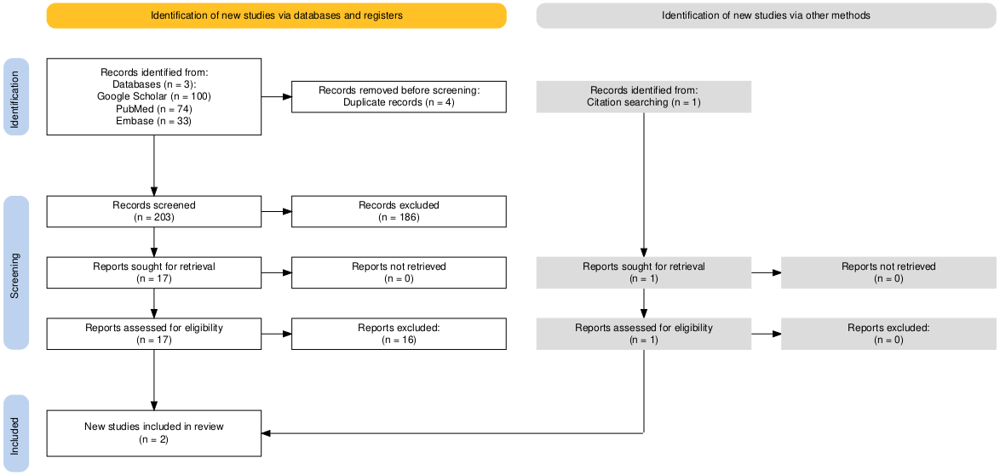 Identification of new studies via databases and registers
Identification of new studies via other methods
Identification
Records identified from:
Databases (n = 3):
Google Scholar (n = 100)
PubMed (n = 74)
Embase (n = 33)
Records removed before screening:
Duplicate records (n = 4)
Records identified from:
Citation searching (n = 1)
Screening
Records screened
(n = 203)
Records excluded
(n = 186)
Reports sought for retrieval
(n = 17)
Reports not retrieved
(n = 0)
Reports sought for retrieval
(n = 1)
Reports not retrieved
(n = 0)
Reports assessed for eligibility
(n = 17)
Reports excluded:
(n = 16)
Reports assessed for eligibility
(n = 1)
Reports excluded:
(n = 0)
Included
New studies included in review
(n = 2)